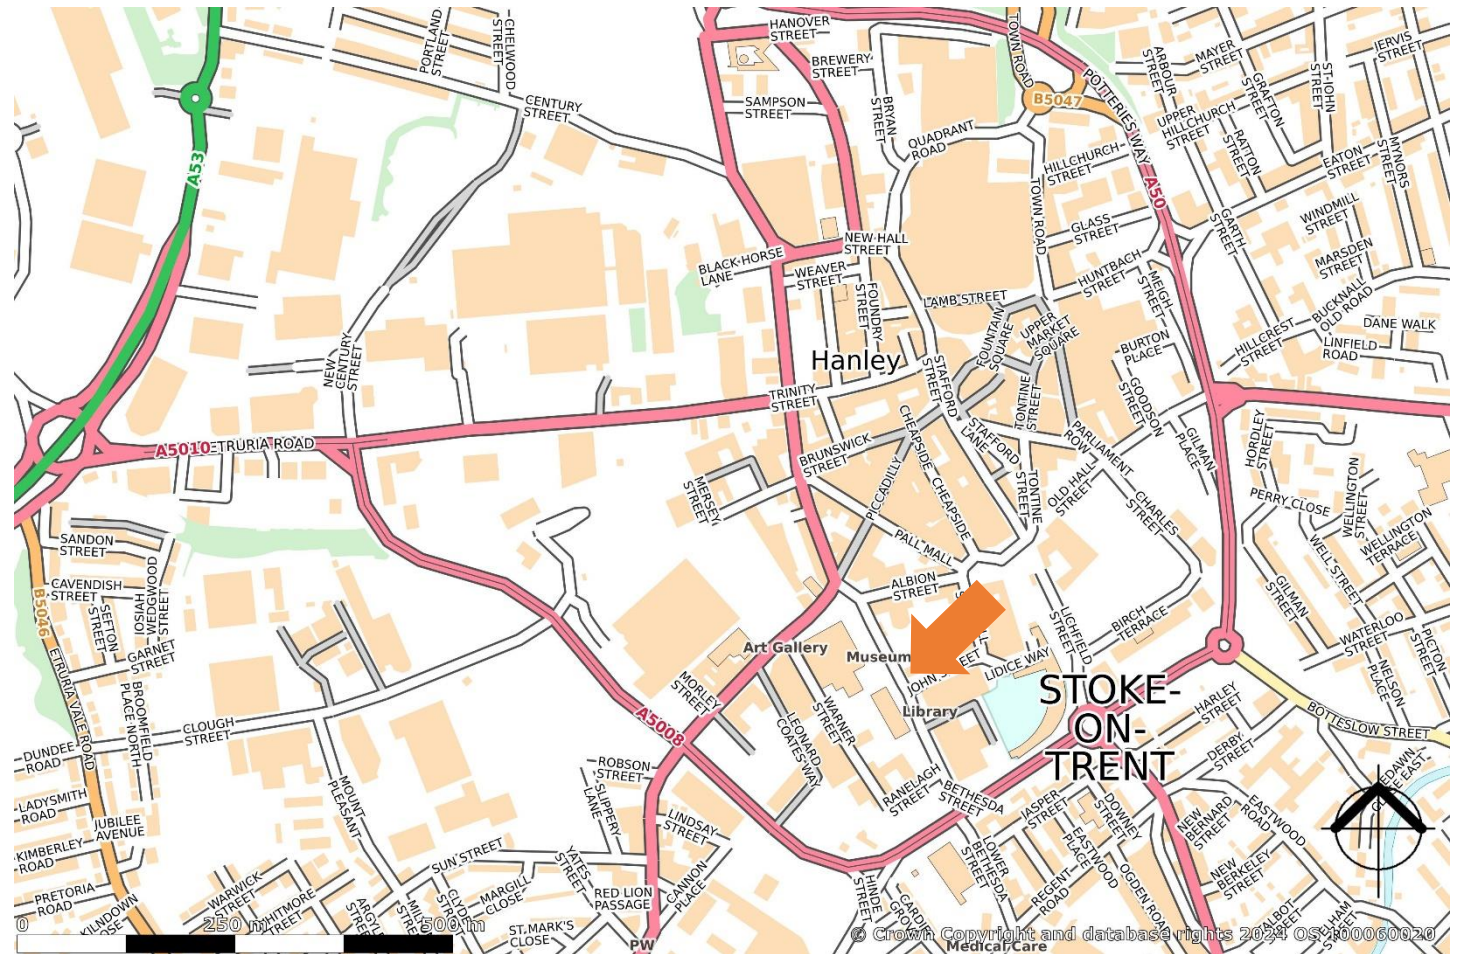 HANOVER
STREET
TOWN ROAD
PORTLAND
STREET
CHELWOOD
STREET
BREWERY
STREET
POTTERIES WAY
ARBOUR
STREET
MAYER
STREET
JERVIS
STREET
ST JOHN
STREET
GRAFTON
STREET
CENTURY
STREET
SAMPSON
STREET
BRYAN
STREET
B5047
UPPER
HILLCHURCH
STREET
QUADRANT
ROAD
HILLCHURCH
STREET
RATTON
STREET
EATON
STREET
MYNORS
STREET
A53
A50
TOWN ROAD
GLASS
STREET
GARTH
STREET
WINDMILL
STREET
MARSDEN
STREET
NEW HALL
STREET
BLACK HORSE
LANE
WEAVER
STREET
FOUNDRY
STREET
LAMB STREET
HUNTBACH
STREET
MEIGH
STREET
BUCKNALL
OLD ROAD
HILLCREST
STREET
DANE WALK
LINFIELD
ROAD
FOUNTAIN
SQUARE
UPPER
MARKET
SQUARE
BURTON
PLACE
NEW
CENTURY
STREET
Hanley
STAFFORD
STREET
TRINITY
STREET
TONTINE
STREET
GOODSON
STREET
CHEAPSIDE
STAFFORD
LANE
PARLIAMENT
ROW
GILMAN
PLACE
HORDLEY
STREET
A5010
ETRURIA ROAD
BRUNSWICK
STREET
PICCADILLY
CHEAPSIDE
OLD HALL
STREET
TONTINE
STREET
CHARLES
STREET
MERSEY
STREET
PERRY CLOSE
WELLINGTON
STREET
WELLINGTON
TERRACE
PALL MALL
SANDON
STREET
CAVENDISH
STREET
B5046
SEFTON
STREET
JOSIAH
WEDGWOOD
STREET
GARNET
STREET
ALBION
STREET
LICHFIELD
STREET
BIRCH
TERRACE
GILMAN
STREET
WELL STREET
WATERLOO
STREET
PICTON
STREET
NELSON
PLACE
Art Gallery
Museum
JOHN STREET
LIDICE WAY
Library
STOKE-
ON-
TRENT
ETRURIA VALE ROAD
BROOMFIELD
PLACE NORTH
CLOUGH
STREET
DUNDEE
ROAD
MORLEY
STREET
A5008
LEONARD
COATES WAY
WARNER
STREET
HARLEY
STREET
DERBY
STREET
BOTTESLOW STREET
ROBSON
STREET
SLIPPERY
LANE
RANELAGH
STREET
BETHESDA
STREET
JASPER
STREET
DOWNEY
STREET
NEW
BERNARD
STREET
EASTWOOD
ROAD
LADYSMITH
ROAD
JUBILEE
AVENUE
MOUNT
PLEASANT
LINDSAY
STREET
KIMBERLEY
ROAD
SUN STREET
YATES
STREET
LOWER
BETHESDA
STREET
EASTWOOD
PLACE
NEW
BERKELEY
STREET
PRETORIA
ROAD
WARWICK
STREET
MARGILL
CLOSE
RED LION
PASSAGE
CANNON
PLACE
HINDE
STREET
REGENT
ROAD
OGDEN ROAD
TALBOT
ST.MARK'S
CLOSE
PW
Medical Care
0
250 m
500 m
© Crown Copyright and database rights 2024 OS 100060020